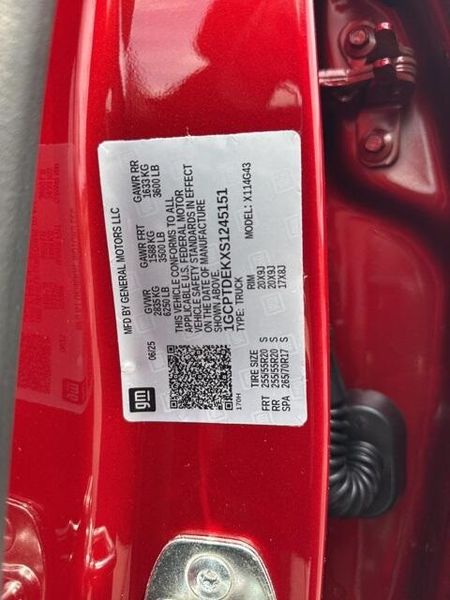 MFD BY GENERAL MOTORS LLC
06/25
GVWR
2835 KG
6250 LB
GAWR FRT
1588 KG
3500 LB
GAWR RR
1633 KG
3600 LB
THIS VEHICLE CONFORMS TO ALL
APPLICABLE U.S. FEDERAL MOTOR
VEHICLE SAFETY STANDARDS IN EFFECT
ON THE DATE OF MANUFACTURE
SHOWN ABOVE.
1GCPTDEKXS1245151
TYPE: TRUCK
MODEL: X114G43
TIRE SIZE RIM
FRT 255/55R20 S 20X9J
RR 255/55R20 S 20X9J
SPA 265/70R17 S 17X8J
gm
170H